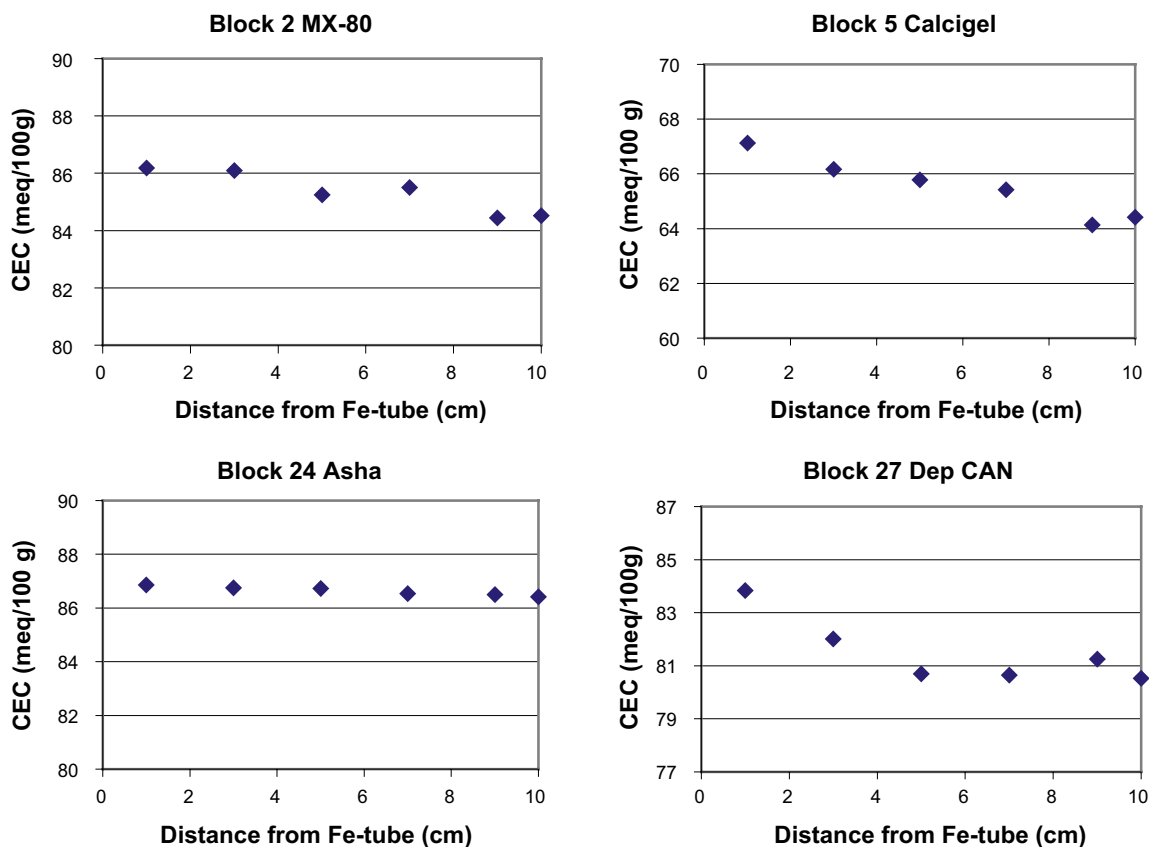 Block 2 MX-80
CEC (meq/100g)
90
88
86
84
82
80
0 2 4 6 8 10
Distance from Fe-tube (cm)
Block 5 Calcigel
CEC (meq/100 g)
70
68
66
64
62
60
0 2 4 6 8 10
Distance from Fe-tube (cm)
Block 24 Asha
CEC (meq/100 g)
90
88
86
84
82
80
0 2 4 6 8 10
Distance from Fe-tube (cm)
Block 27 Dep CAN
CEC (meq/100g)
87
85
83
81
79
77
0 2 4 6 8 10
Distance from Fe-tube (cm)